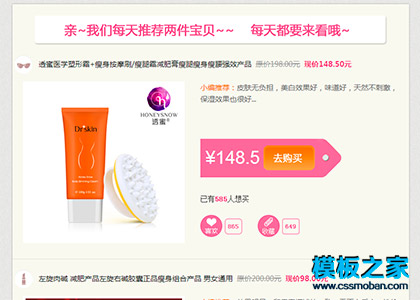 亲~我们每天推荐两件宝贝~~ 每天都要来看哦~
透蜜医学塑形霜+瘦身按摩刷/瘦腿霜减肥膏瘦腿瘦身瘦腰强效产品 原价198.00元 现价148.50元
HONEYSNOW
透蜜®
小编推荐：皮肤无负担，美白效果好，味道好，天然不刺激，
保湿效果也很好...
Dr.skin
¥148.5 去购买
已有585人想买
喜欢 865 收藏 649
左旋肉碱 减肥产品左旋右碱胶囊正品瘦身组合产品 男女通用 原价200.00元 现价98.00元
模板之家
www.cssmoban.com